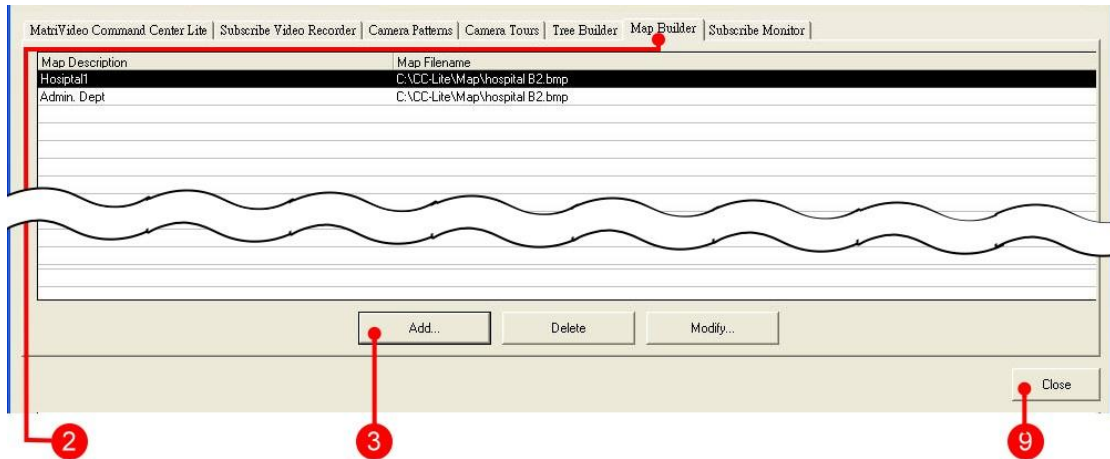 MatriVideo Command Center Lite Subscribe Video Recorder Camera Patterns Camera Tours Tree Builder Map Builder Subscribe Monitor
Map Description Map Filename
Hosiptal1 C:\CC-Lite\Map\hospital B2.bmp
Admin. Dept C:\CC-Lite\Map\hospital B2.bmp
Add... Delete Modify...
Close
2 3 9